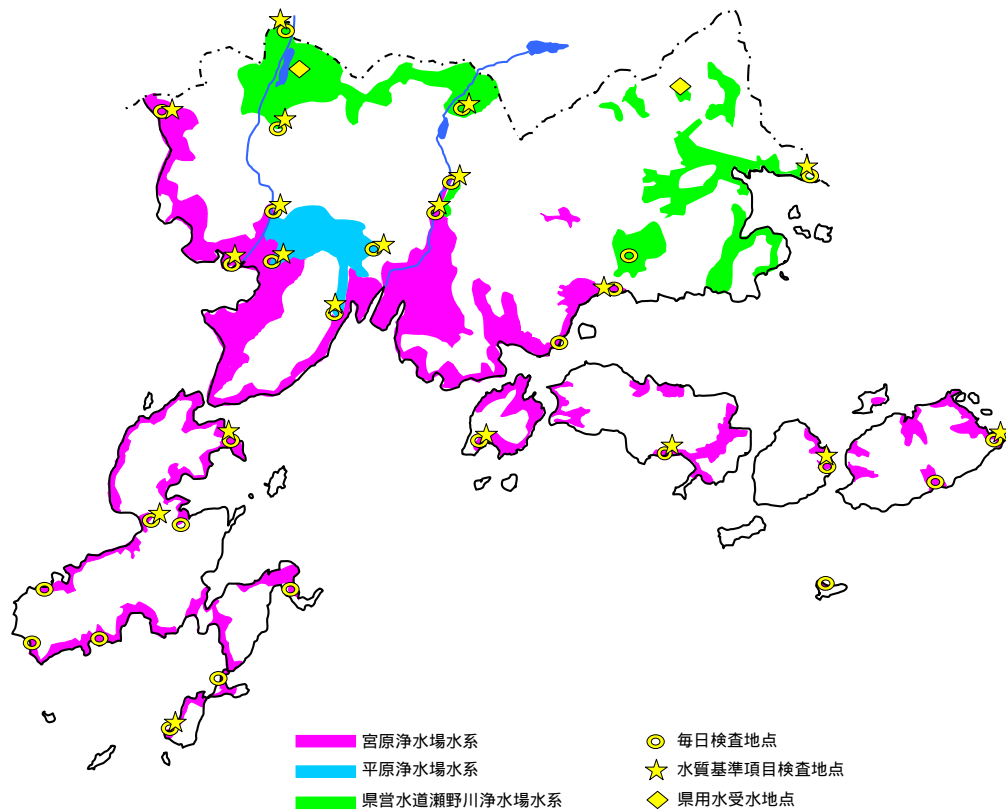 宮原浄水場水系
平原浄水場水系
県営水道瀬野川浄水場水系
毎日検査地点
水質基準項目検査地点
県用水受水地点